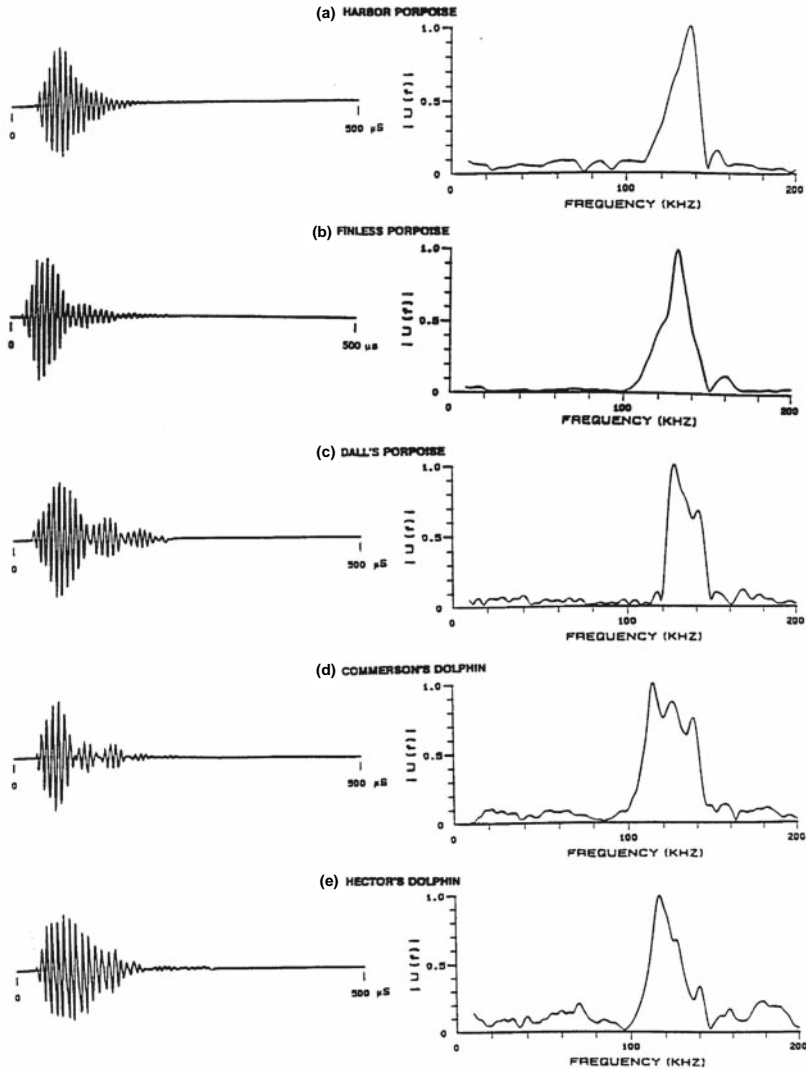 (a) HARBOR PORPOISE
1.0
0.5
0
| U(f) |
0
500 µS
0
100
200
FREQUENCY (KHZ)
(b) FINLESS PORPOISE
1.0
0.5
0
| U(f) |
0
500 µs
0
100
200
FREQUENCY (KHZ)
(c) DALL'S PORPOISE
1.0
0.5
0
| U(f) |
0
500 µS
0
100
200
FREQUENCY (KHZ)
(d) COMMERSON'S DOLPHIN
1.0
0.5
0
| U(f) |
0
500 µS
0
100
200
FREQUENCY (KHZ)
(e) HECTOR'S DOLPHIN
1.0
0.5
0
| U(f) |
0
500 µS
0
100
200
FREQUENCY (KHZ)